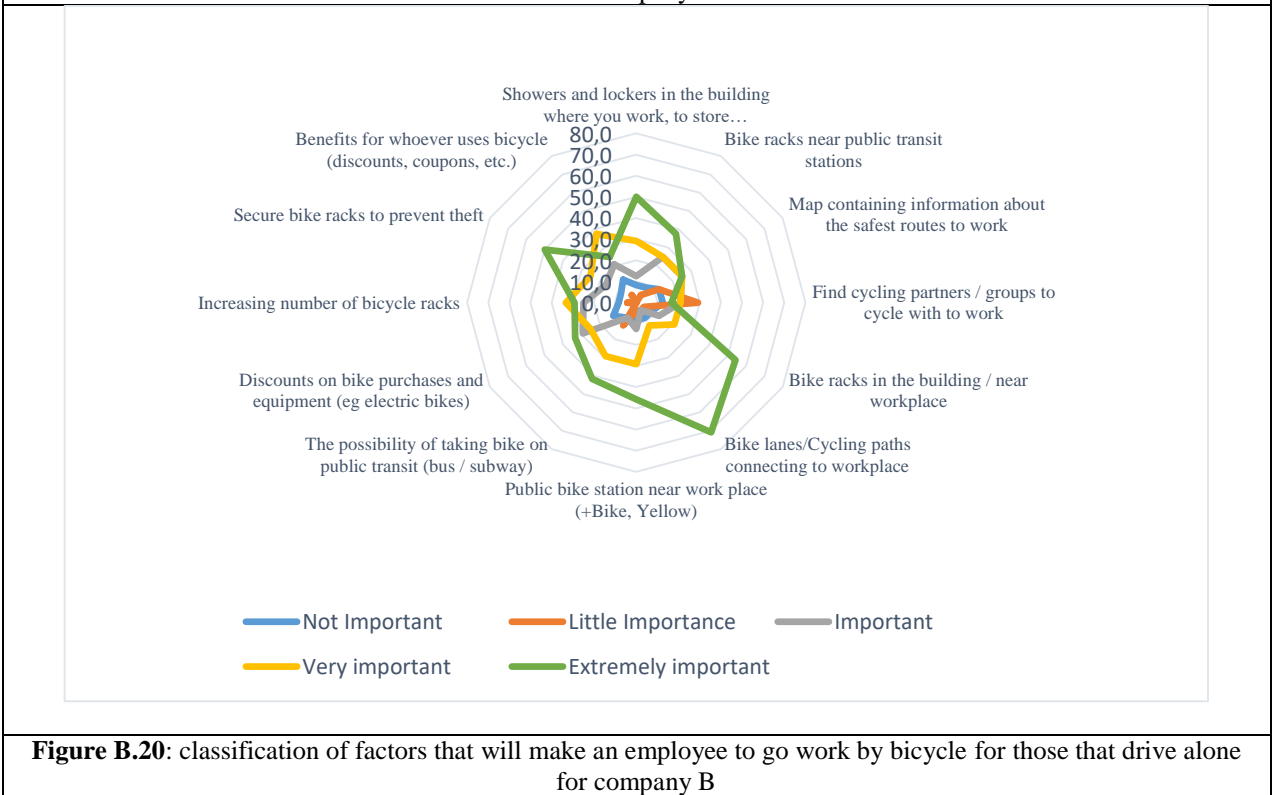 Showers and lockers in the building
where you work, to store…
Benefits for whoever uses bicycle
(discounts, coupons, etc.)
Bike racks near public transit
stations
Secure bike racks to prevent theft
Map containing information about
the safest routes to work
Increasing number of bicycle racks
Find cycling partners / groups to
cycle with to work
Discounts on bike purchases and
equipment (eg electric bikes)
Bike racks in the building / near
workplace
The possibility of taking bike on
public transit (bus / subway)
Bike lanes/Cycling paths
connecting to workplace
Public bike station near work place
(+Bike, Yellow)
80,0
70,0
60,0
50,0
40,0
30,0
20,0
10,0
0,0
Not Important
Little Importance
Important
Very important
Extremely important
Figure B.20: classification of factors that will make an employee to go work by bicycle for those that drive alone
for company B